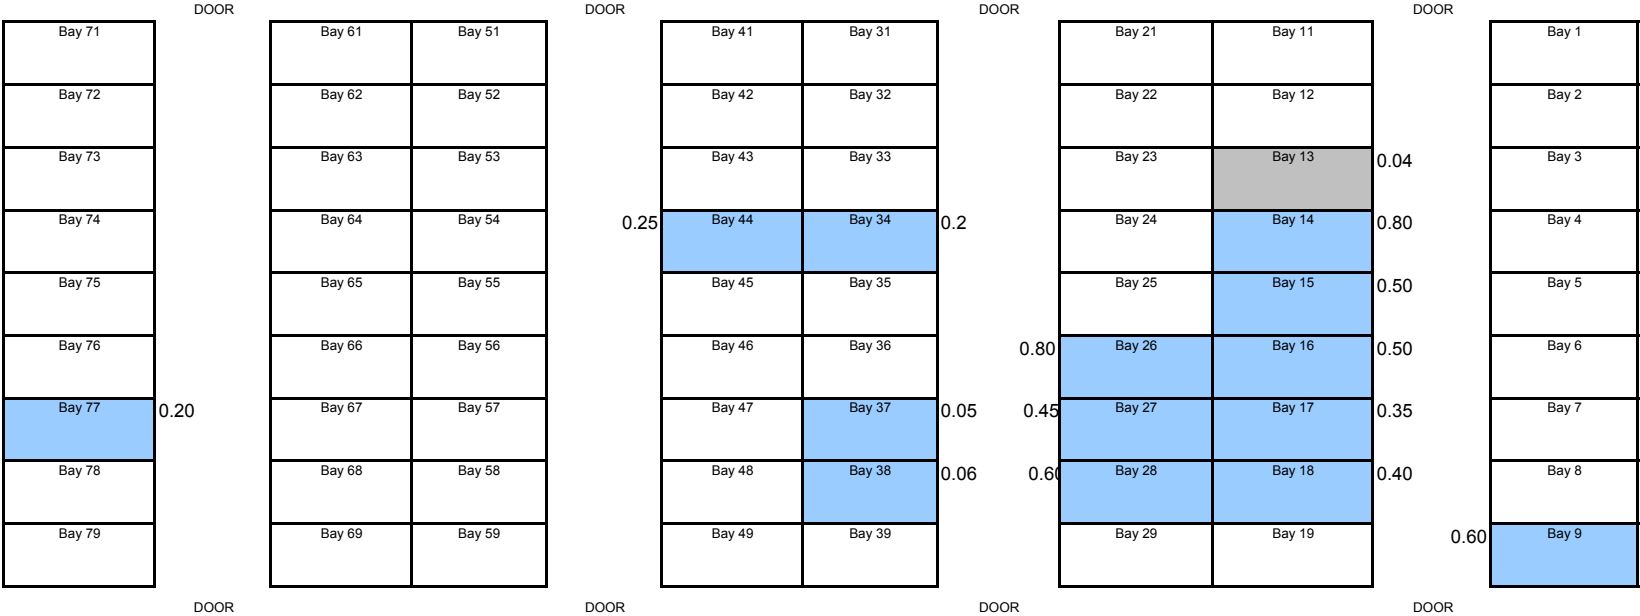 DOOR DOOR DOOR DOOR
Bay 71 Bay 61 Bay 51 Bay 41 Bay 31 Bay 21 Bay 11 Bay 1
Bay 72 Bay 62 Bay 52 Bay 42 Bay 32 Bay 22 Bay 12 Bay 2
Bay 73 Bay 63 Bay 53 Bay 43 Bay 33 Bay 23 Bay 13 0.04 Bay 3
Bay 74 Bay 64 Bay 54 0.25 Bay 44 Bay 34 0.2 Bay 24 Bay 14 0.80 Bay 4
Bay 75 Bay 65 Bay 55 Bay 45 Bay 35 Bay 25 Bay 15 0.50 Bay 5
Bay 76 Bay 66 Bay 56 Bay 46 Bay 36 0.80 Bay 26 Bay 16 0.50 Bay 6
Bay 77 0.20 Bay 67 Bay 57 Bay 47 Bay 37 0.05 0.45 Bay 27 Bay 17 0.35 Bay 7
Bay 78 Bay 68 Bay 58 Bay 48 Bay 38 0.06 0.60 Bay 28 Bay 18 0.40 Bay 8
Bay 79 Bay 69 Bay 59 Bay 49 Bay 39 Bay 29 Bay 19 0.60 Bay 9
DOOR DOOR DOOR DOOR